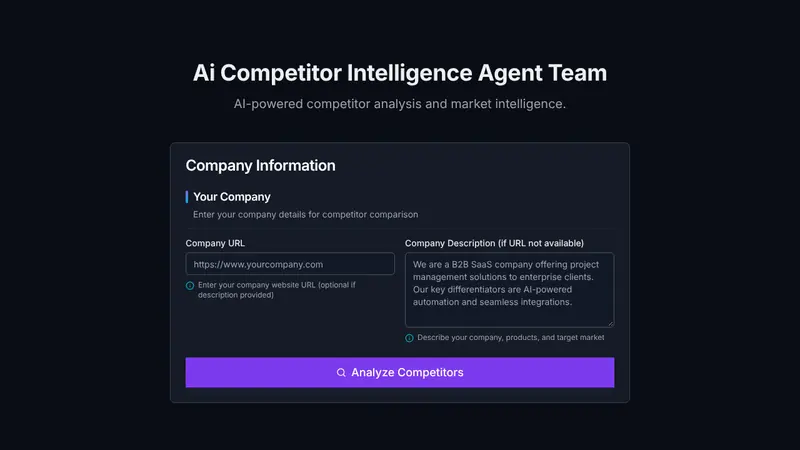 Ai Competitor Intelligence Agent Team
AI-powered competitor analysis and market intelligence.
Company Information
Your Company
Enter your company details for competitor comparison
Company URL
https://www.yourcompany.com
Enter your company website URL (optional if
description provided)
Company Description (if URL not available)
We are a B2B SaaS company offering project
management solutions to enterprise clients.
Our key differentiators are AI-powered
automation and seamless integrations.
Describe your company, products, and target market
Analyze Competitors